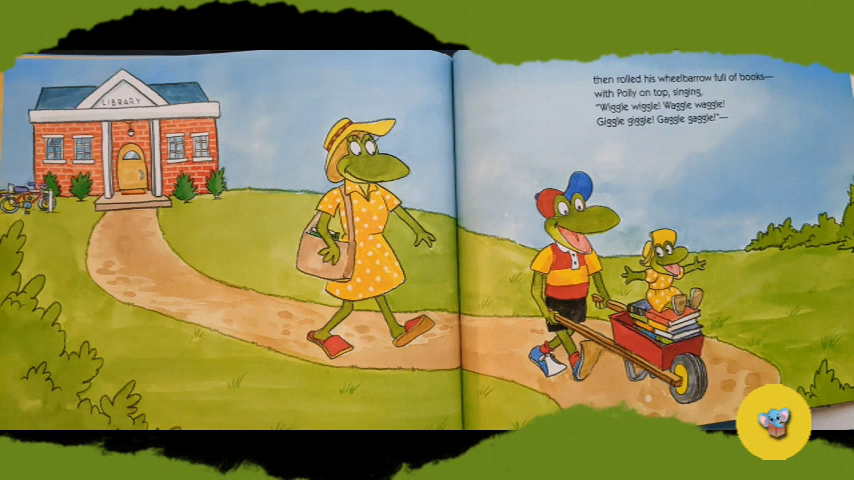 LIBRARY
then rolled his wheelbarrow full of books—
with Polly on top, singing,
"Wiggle wiggle! Waggle waggle!
Giggle giggle! Gaggle gaggle!"—